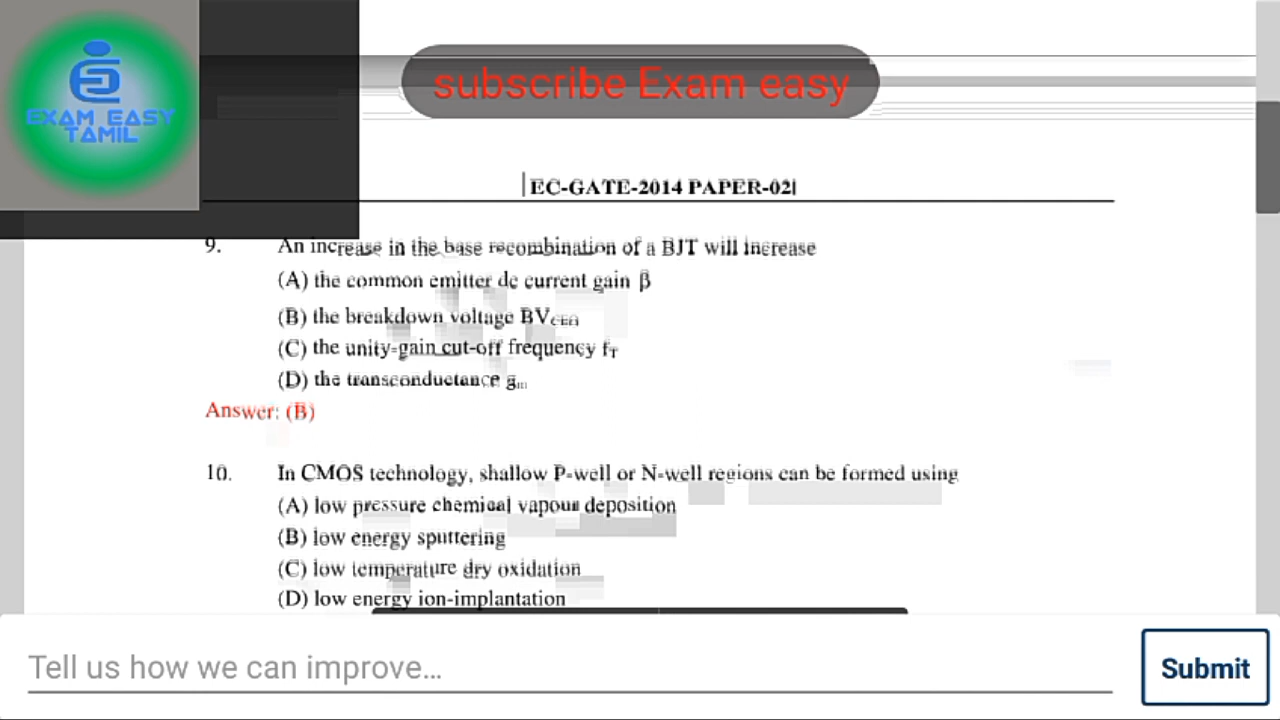 EXAM EASY
TAMIL
subscribe Exam easy
EC-GATE-2014 PAPER-02|
9. An increase in the base recombination of a BJT will increase
(A) the common emitter dc current gain β
(B) the breakdown voltage BVCEO
(C) the unity-gain cut-off frequency fT
(D) the transconductance gm
Answer: (B)
10. In CMOS technology, shallow P-well or N-well regions can be formed using
(A) low pressure chemical vapour deposition
(B) low energy sputtering
(C) low temperature dry oxidation
(D) low energy ion-implantation
Tell us how we can improve...
Submit